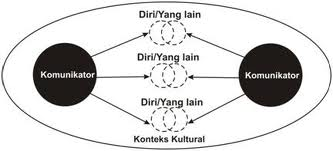 Diri/Yang lain
Diri/Yang lain
Komunikator
Komunikator
Diri/Yang lain
Konteks Kultural